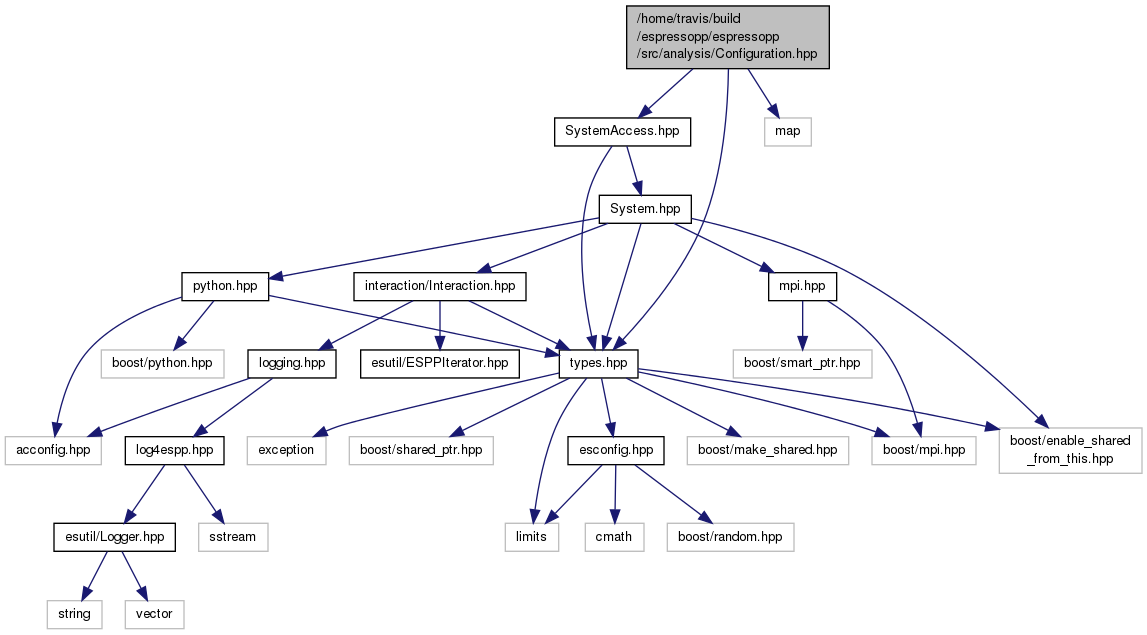 /home/travis/build
/espressopp/espressopp
/src/analysis/Configuration.hpp
SystemAccess.hpp
map
System.hpp
python.hpp
interaction/Interaction.hpp
mpi.hpp
boost/python.hpp
logging.hpp
esutil/ESPPIterator.hpp
types.hpp
boost/smart_ptr.hpp
acconfig.hpp
log4espp.hpp
exception
boost/shared_ptr.hpp
esconfig.hpp
boost/make_shared.hpp
boost/mpi.hpp
boost/enable_shared
_from_this.hpp
esutil/Logger.hpp
sstream
limits
cmath
boost/random.hpp
string
vector